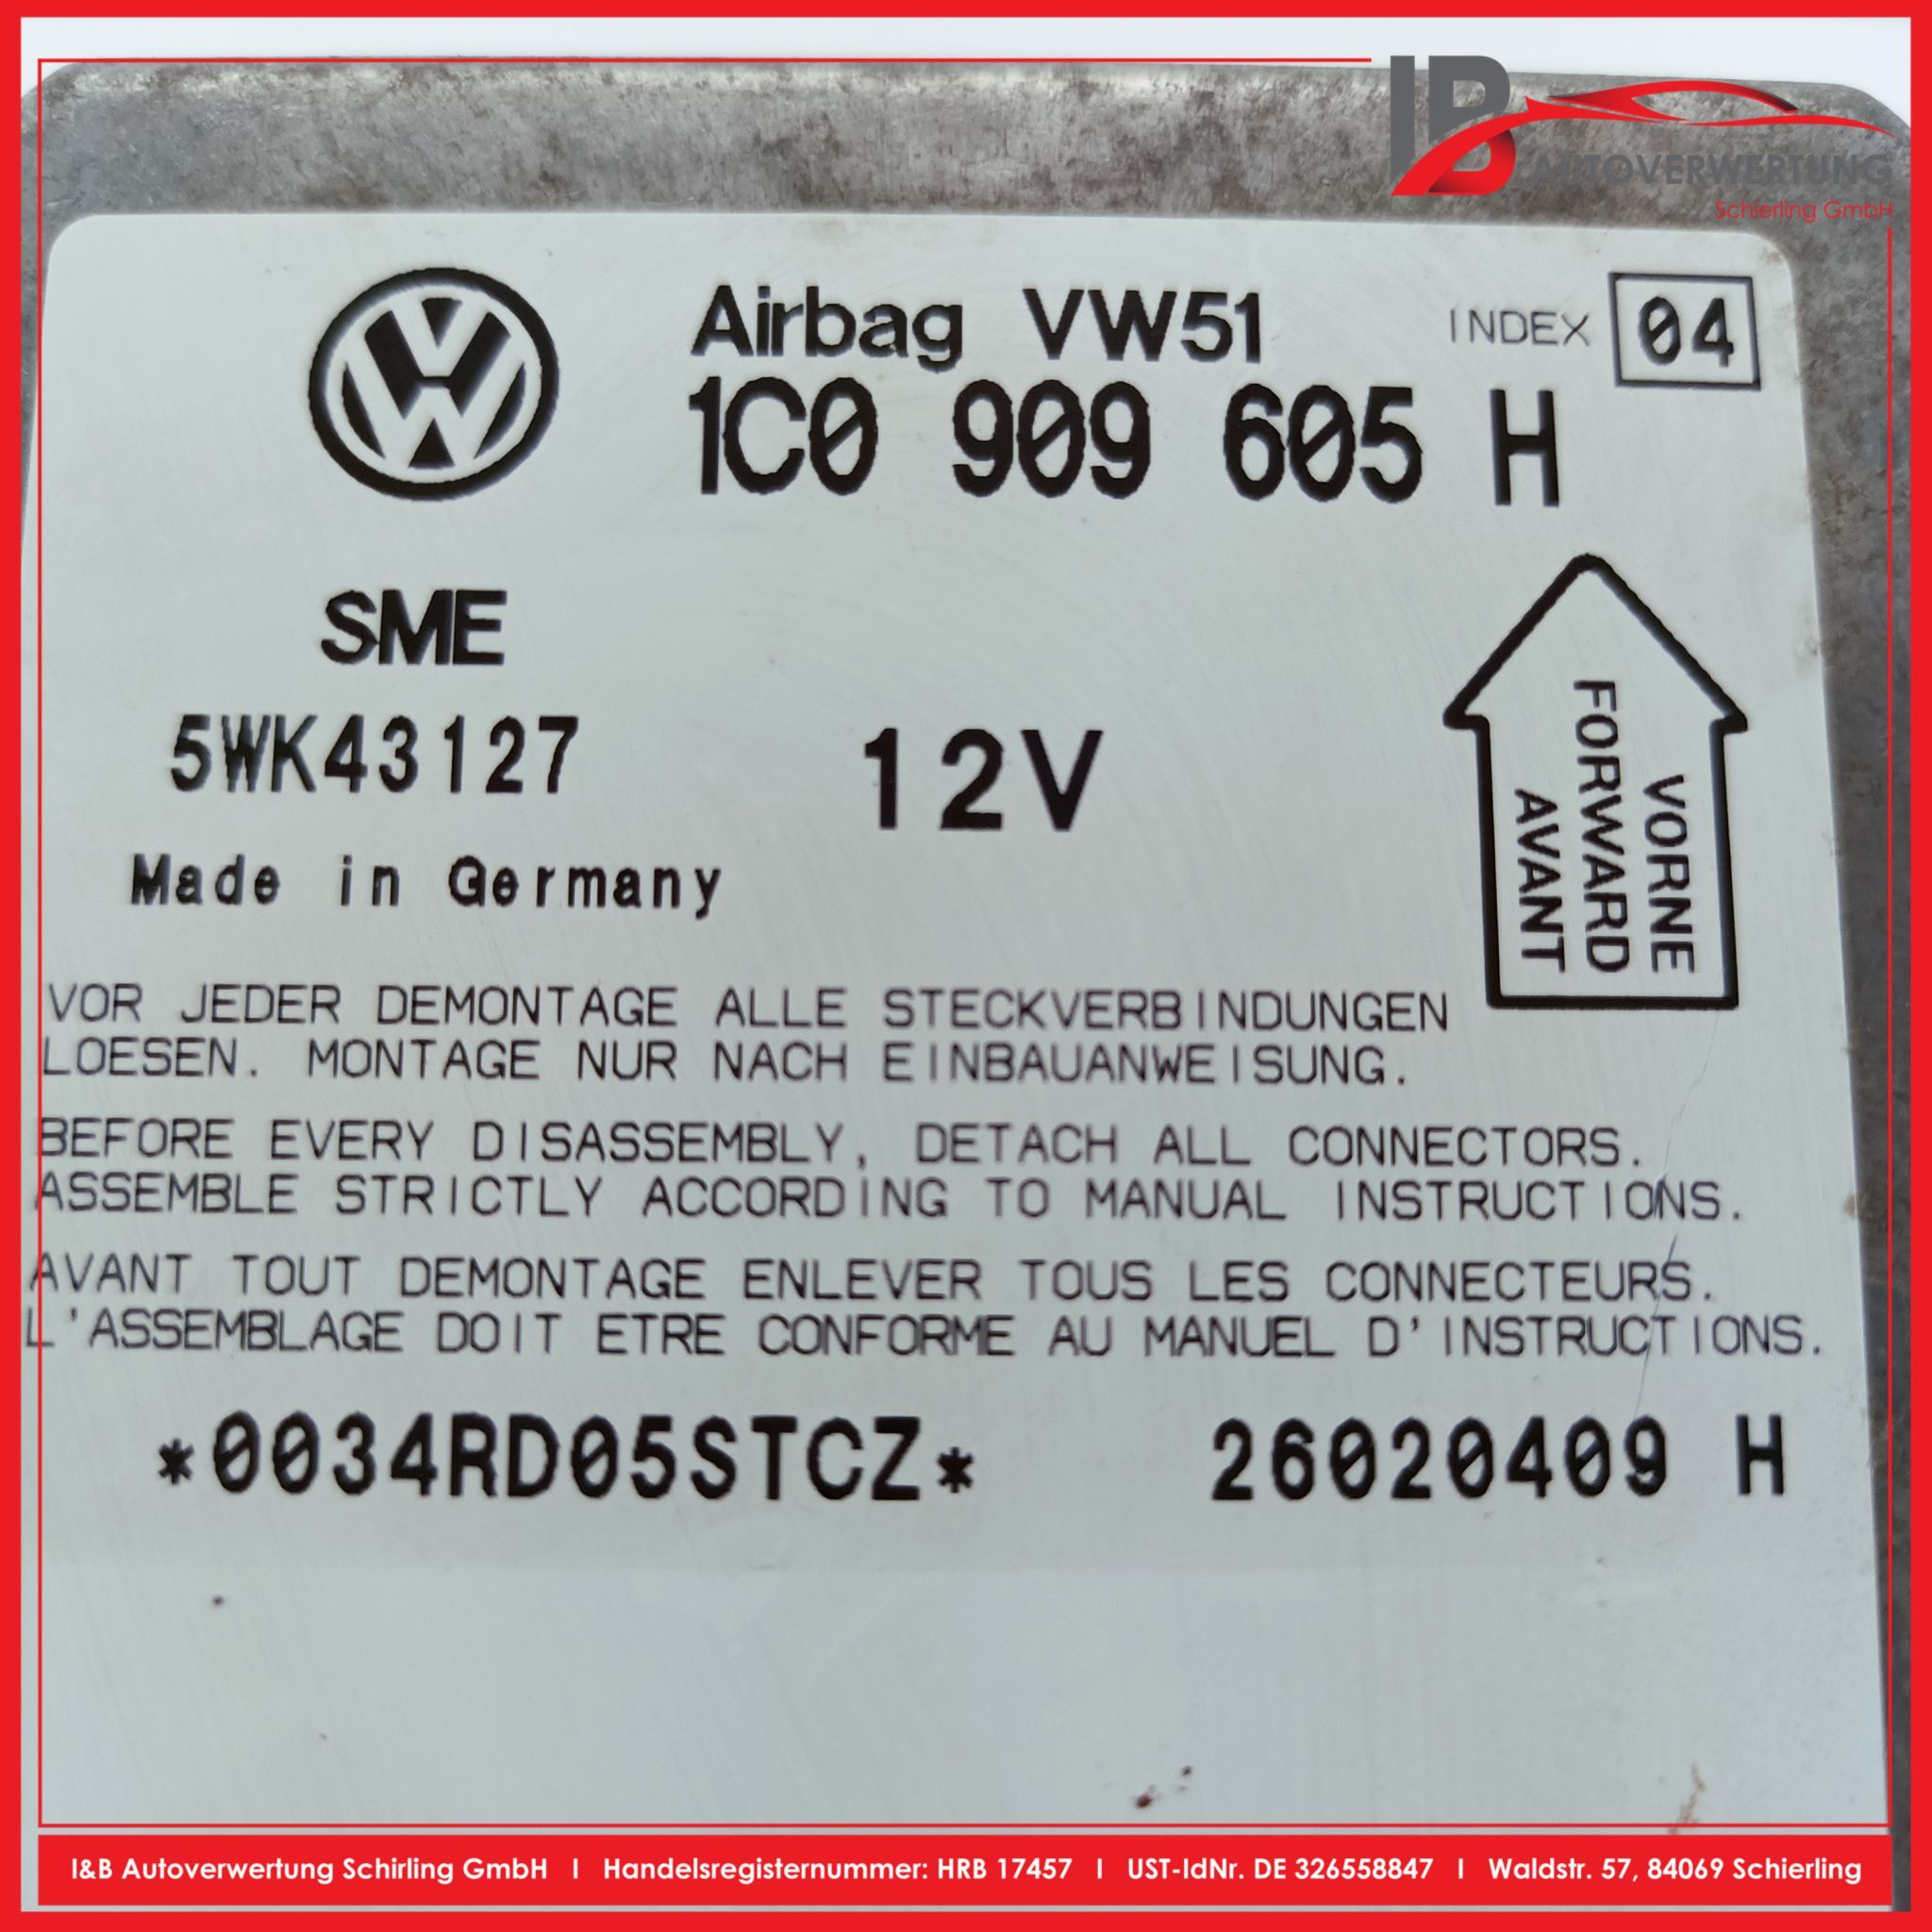 IB
AUTOVERWERTUNG
Schierling GmbH
Airbag VW51
INDEX 04
1C0 909 605 H
SME
5WK43127
12V
VORNE
FORWARD
AVANT
Made in Germany
VOR JEDER DEMONTAGE ALLE STECKVERBINDUNGEN
LOESEN. MONTAGE NUR NACH EINBAUANWEISUNG.
BEFORE EVERY DISASSEMBLY, DETACH ALL CONNECTORS.
ASSEMBLE STRICTLY ACCORDING TO MANUAL INSTRUCTIONS.
AVANT TOUT DEMONTAGE ENLEVER TOUS LES CONNECTEURS.
L'ASSEMBLAGE DOIT ETRE CONFORME AU MANUEL D'INSTRUCTIONS.
*0034RD05STCZ* 26020409 H
I&B Autoverwertung Schirling GmbH I Handelsregisternummer: HRB 17457 I UST-IdNr. DE 326558847 I Waldstr. 57, 84069 Schierling